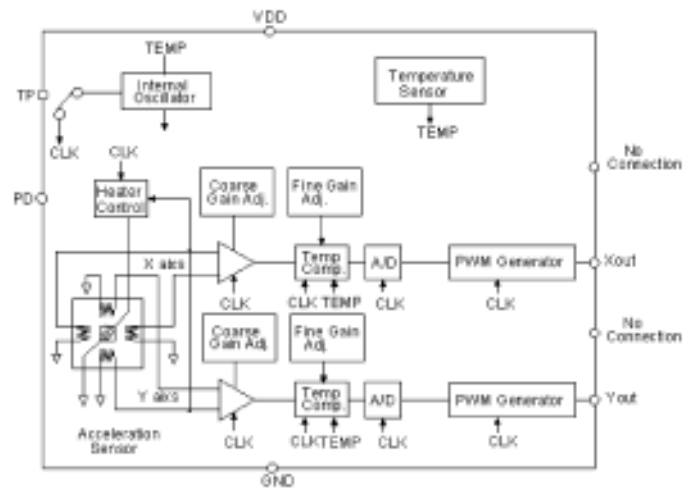 VDD
TEMP
Internal
Oscillator
Temperature
Sensor
TP
TEMP
CLK
CLK
No
Connection
PD
Heater
Control
Coarse
Gain Adj.
Fine Gain
Adj.
X axis
Temp
Comp.
A/D
PWM Generator
Xout
CLK
CLK
TEMP
CLK
CLK
No
Connection
Coarse
Gain Adj.
Fine Gain
Adj.
Y axis
Temp
Comp.
A/D
PWM Generator
Yout
CLK
CLK
TEMP
CLK
CLK
Acceleration
Sensor
GND